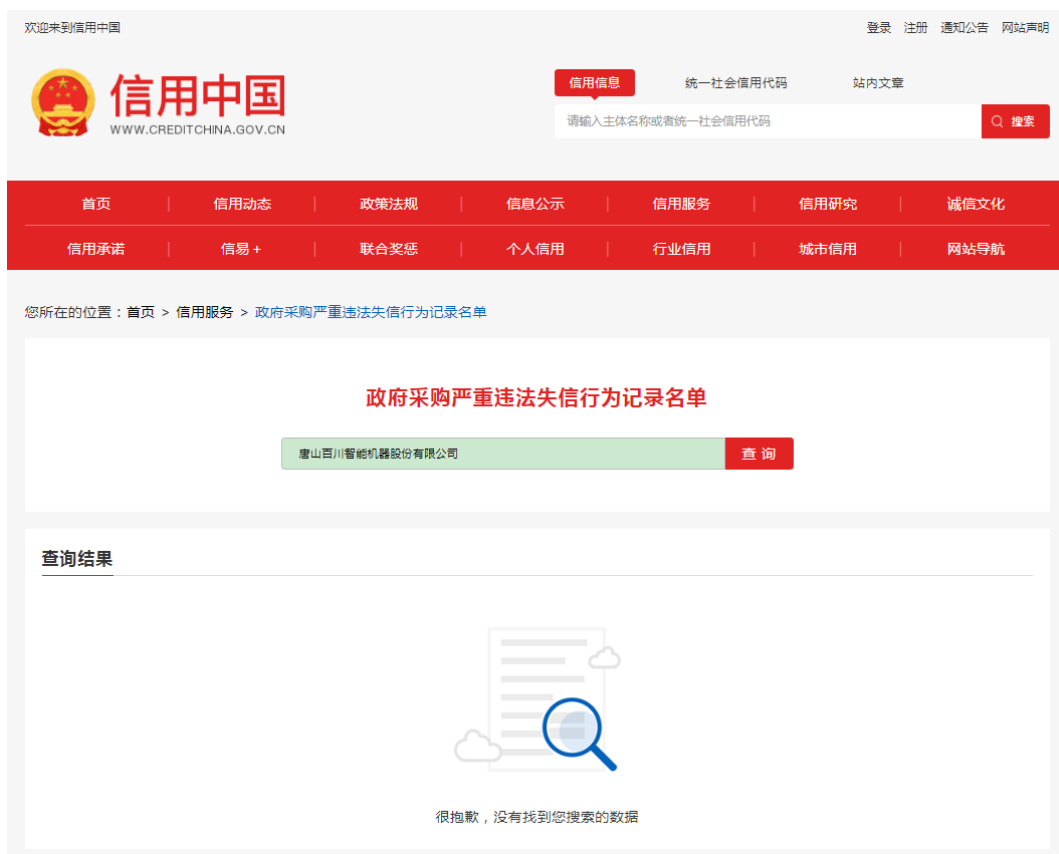 欢迎来到信用中国 登录 注册 通知公告 网站声明
信用中国
WWW.CREDITCHINA.GOV.CN
信用信息 统一社会信用代码 站内文章
请输入主体名称或者统一社会信用代码 搜索
首页 信用动态 政策法规 信息公示 信用服务 信用研究 诚信文化
信用承诺 信易+ 联合奖惩 个人信用 行业信用 城市信用 网站导航
您所在的位置：首页 > 信用服务 > 政府采购严重违法失信行为记录名单
政府采购严重违法失信行为记录名单
唐山百川智能机器股份有限公司 查询
查询结果
很抱歉，没有找到您搜索的数据